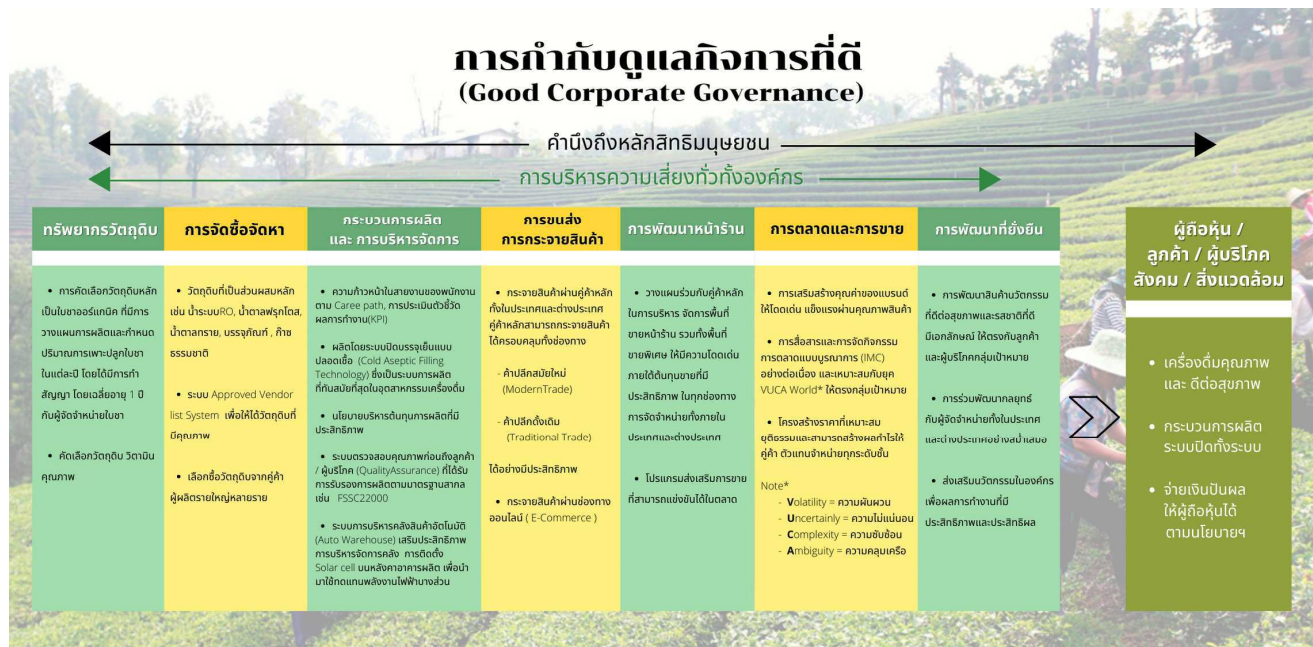 การกำกับดูแลกิจการที่ดี
(Good Corporate Governance)
คำนึงถึงหลักสิทธิมนุษยชน
การบริหารความเสี่ยงทั่วทั้งองค์กร
ทรัพยากรวัตถุดิบ
• การคัดเลือกวัตถุดิบหลัก
เป็นใบชาออร์แกนิค ที่มีการ
วางแผนการผลิตและกำหนด
ปริมาณการเพาะปลูกใบชา
ในแต่ละปี โดยได้มีการทำ
สัญญา โดยเฉลี่ยอายุ 1 ปี
กับผู้จัดจำหน่ายใบชา
• คัดเลือกวัตถุดิบ วิตามิน
คุณภาพ
การจัดซื้อจัดหา
• วัตถุดิบที่เป็นส่วนผสมหลัก
เช่น น้ำระบบRO, น้ำตาลฟรุกโตส,
น้ำตาลทราย, บรรจุภัณฑ์ , ก๊าซ
ธรรมชาติ
• ระบบ Approved Vendor
list System เพื่อให้ได้วัตถุดิบที่
มีคุณภาพ
• เลือกซื้อวัตถุดิบจากคู่ค้า
ผู้ผลิตรายใหญ่หลายราย
กระบวนการผลิต
และ การบริหารจัดการ
• ความก้าวหน้าในสายงานของพนักงาน
ตาม Caree path, การประเมินตัวชี้วัด
ผลการทำงาน(KPI)
• ผลิตโดยระบบปิดบรรจุเย็นแบบ
ปลอดเชื้อ (Cold Aseptic Filling
Technology) ซึ่งเป็นระบบการผลิต
ที่ทันสมัยที่สุดในอุตสาหกรรมเครื่องดื่ม
• นโยบายบริหารต้นทุนการผลิตที่มี
ประสิทธิภาพ
• ระบบตรวจสอบคุณภาพก่อนถึงลูกค้า
/ ผู้บริโภค (QualityAssurance) ที่ได้รับ
การรับรองการผลิตตามมาตรฐานสากล
เช่น FSSC22000
• ระบบการบริหารคลังสินค้าอัตโนมัติ
(Auto Warehouse) เสริมประสิทธิภาพ
การบริหารจัดการคลัง การติดตั้ง
Solar cell บนหลังคาอาคารผลิต เพื่อนำ
มาใช้ทดแทนพลังงานไฟฟ้าบางส่วน
การขนส่ง
การกระจายสินค้า
• กระจายสินค้าผ่านคู่ค้าหลัก
ทั้งในประเทศและต่างประเทศ
คู่ค้าหลักสามารถกระจายสินค้า
ได้ครอบคลุมทั้งช่องทาง
- ค้าปลีกสมัยใหม่
(ModernTrade)
- ค้าปลีกดั้งเดิม
(Traditional Trade)
ได้อย่างมีประสิทธิภาพ
• กระจายสินค้าผ่านช่องทาง
ออนไลน์ ( E-Commerce )
การพัฒนาหน้าร้าน
• วางแผนร่วมกับคู่ค้าหลัก
ในการบริหาร จัดการพื้นที่
ขายหน้าร้าน รวมทั้งพื้นที่
ขายพิเศษ ให้มีความโดดเด่น
ภายใต้ต้นทุนขายที่มี
ประสิทธิภาพ ในทุกช่องทาง
การจัดจำหน่ายทั้งภายใน
ประเทศและต่างประเทศ
• โปรแกรมส่งเสริมการขาย
ที่สามารถแข่งขันได้ในตลาด
การตลาดและการขาย
• การเสริมสร้างคุณค่าของแบรนด์
ให้โดดเด่น แข็งแรงผ่านคุณภาพสินค้า
• การสื่อสารและการจัดกิจกรรม
การตลาดแบบบูรณาการ (IMC)
อย่างต่อเนื่อง และเหมาะสมกับยุค
VUCA World* ให้ตรงกลุ่มเป้าหมาย
• โครงสร้างราคาที่เหมาะสม
ยุติธรรมและสามารถสร้างผลกำไรให้
คู่ค้า ตัวแทนจำหน่ายทุกระดับชั้น
Note*
- Volatility = ความผันผวน
- Uncertainly = ความไม่แน่นอน
- Complexity = ความซับซ้อน
- Ambiguity = ความคลุมเครือ
การพัฒนาที่ยั่งยืน
• การพัฒนาสินค้านวัตกรรม
ที่ดีต่อสุขภาพและรสชาติที่ดี
มีเอกลักษณ์ ให้ตรงกับลูกค้า
และผู้บริโภคกลุ่มเป้าหมาย
• การร่วมพัฒนากลยุทธ์
กับผู้จัดจำหน่ายทั้งในประเทศ
และต่างประเทศอย่างสม่ำเสมอ
• ส่งเสริมนวัตกรรมในองค์กร
เพื่อผลการทำงานที่มี
ประสิทธิภาพและประสิทธิผล
ผู้ถือหุ้น /
ลูกค้า / ผู้บริโภค
สังคม / สิ่งแวดล้อม
• เครื่องดื่มคุณภาพ
และ ดีต่อสุขภาพ
• กระบวนการผลิต
ระบบปิดทั้งระบบ
• จ่ายเงินปันผล
ให้ผู้ถือหุ้นได้
ตามนโยบายฯ